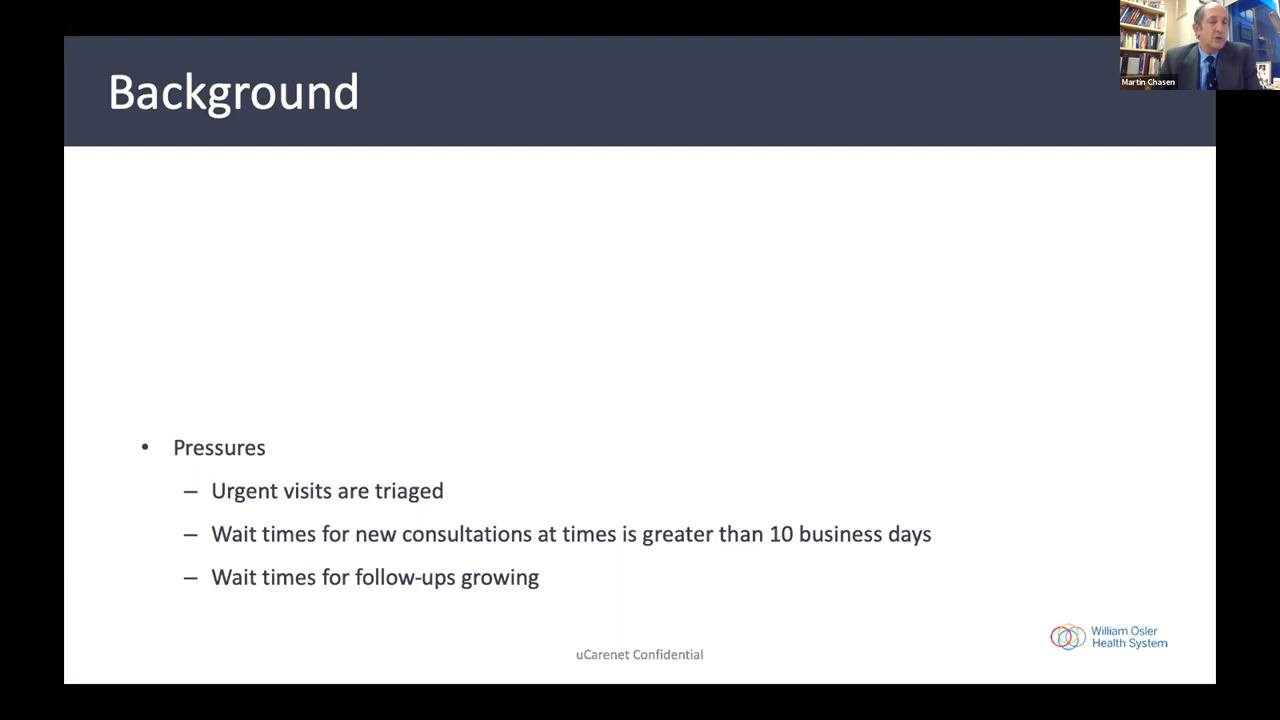 Background
Martin Chasen
• Pressures
– Urgent visits are triaged
– Wait times for new consultations at times is greater than 10 business days
– Wait times for follow-ups growing
William Osler
Health System
uCarenet Confidential